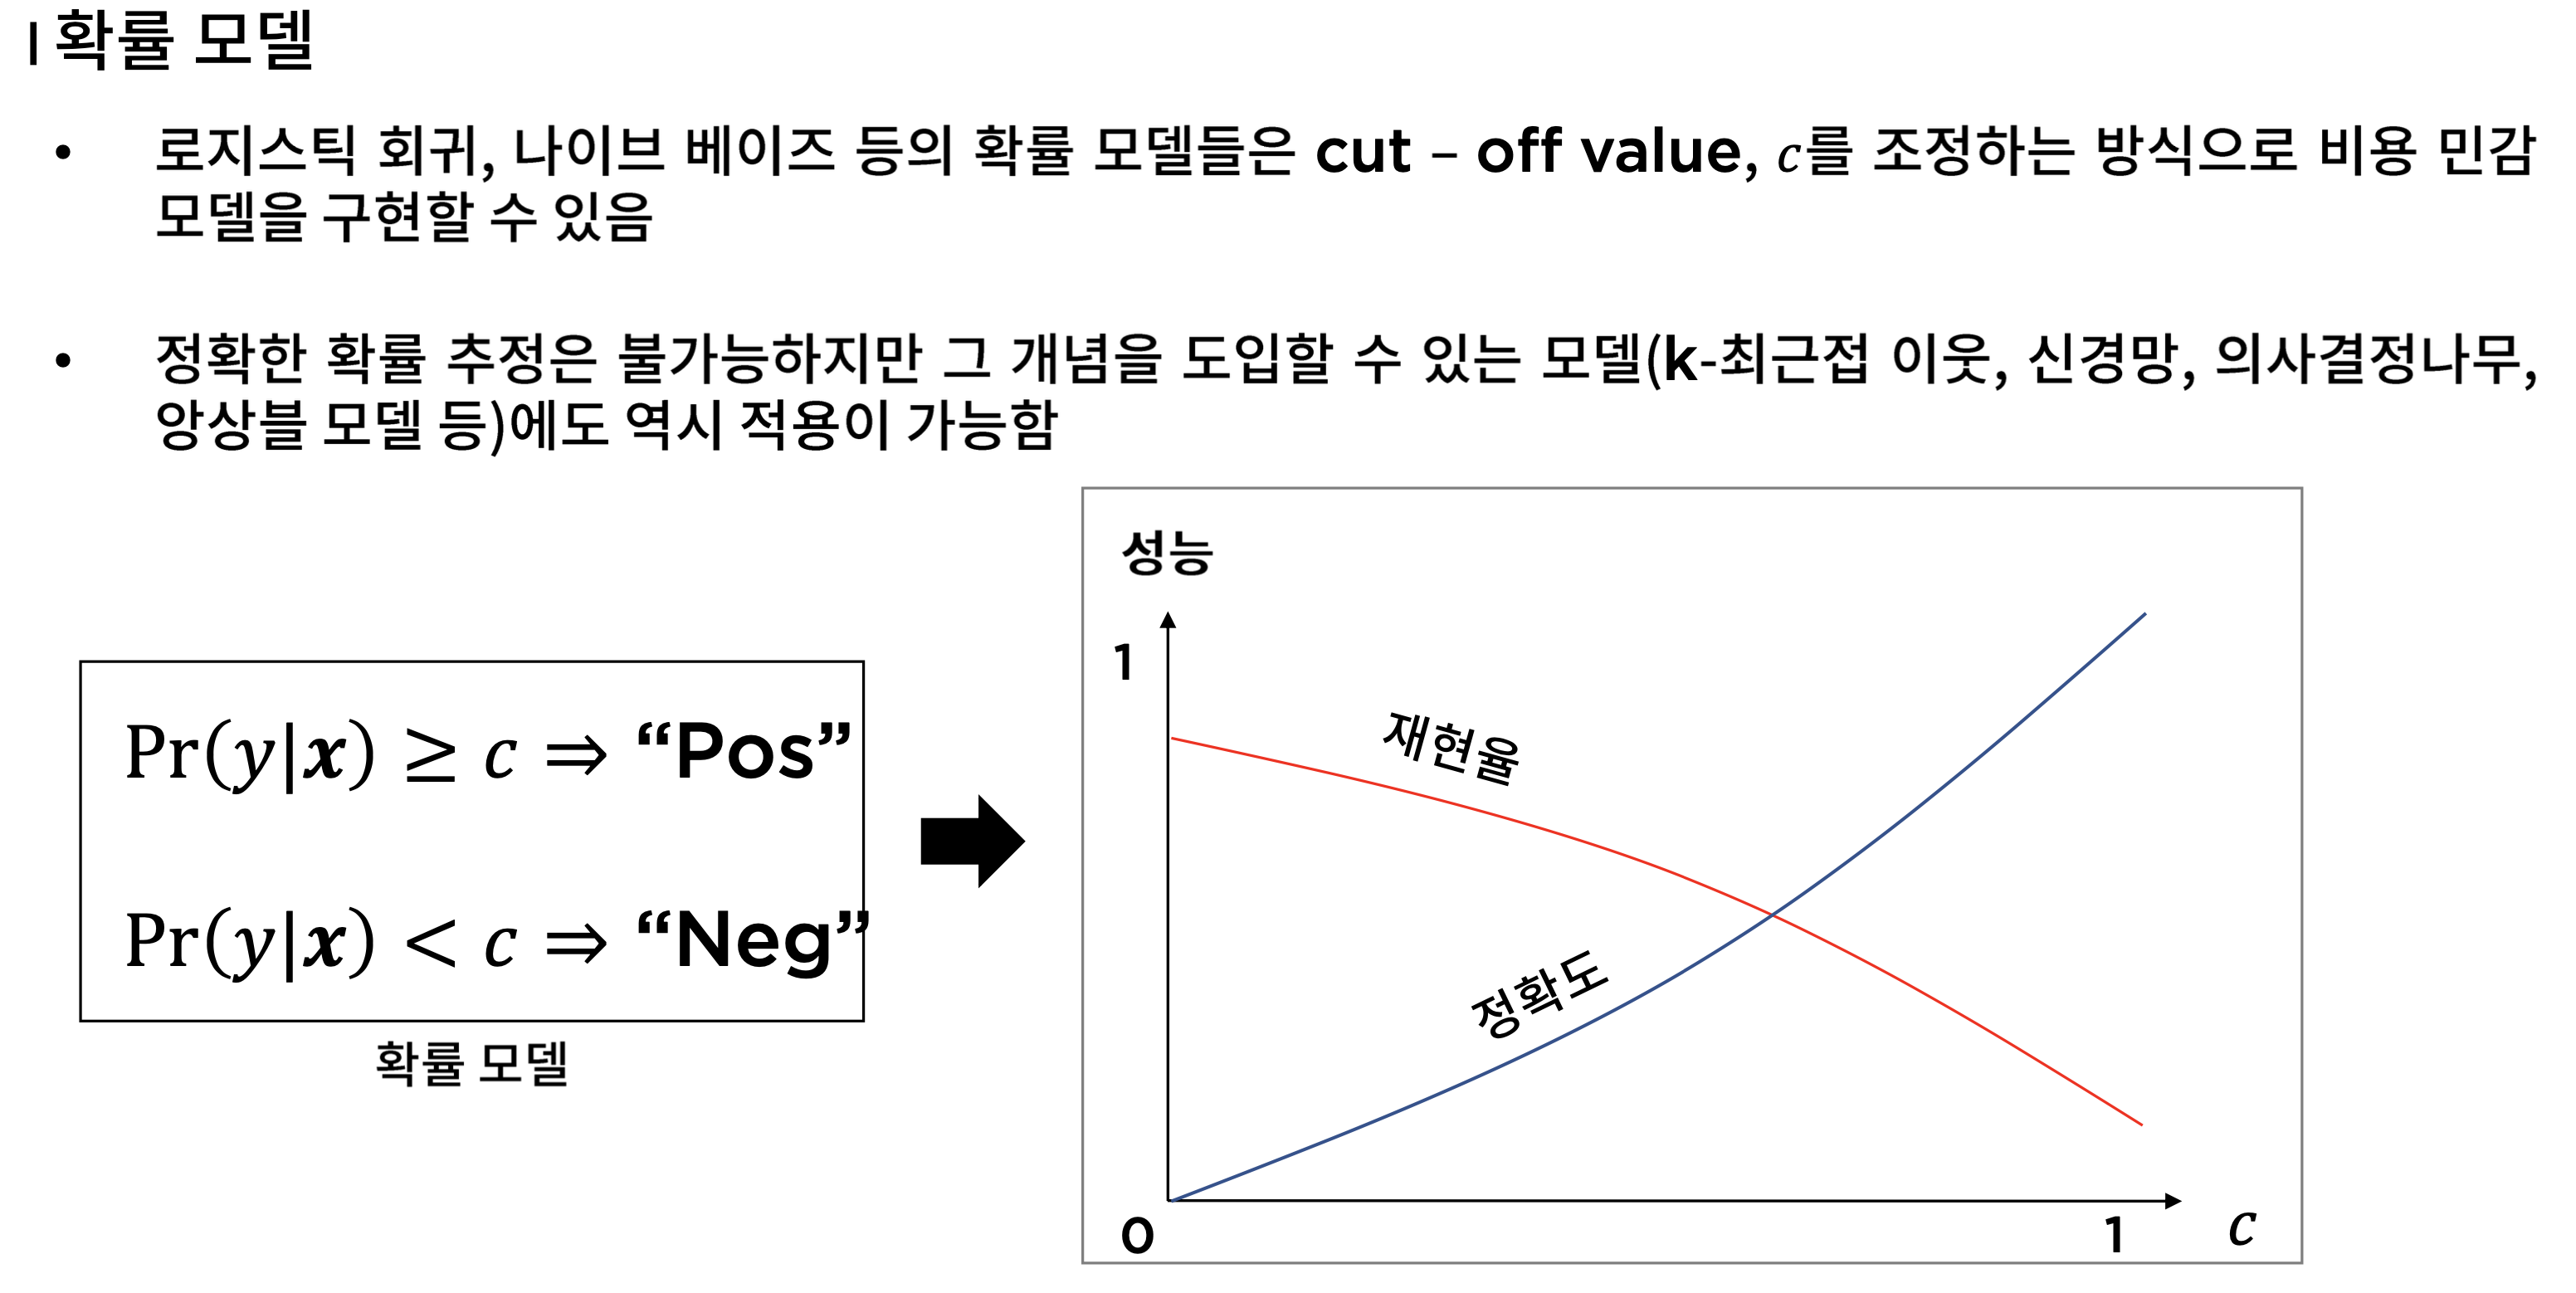 확률 모델
• 로지스틱 회귀, 나이브 베이즈 등의 확률 모델들은 cut – off value, c를 조정하는 방식으로 비용 민감
모델을 구현할 수 있음
• 정확한 확률 추정은 불가능하지만 그 개념을 도입할 수 있는 모델(k-최근접 이웃, 신경망, 의사결정나무,
앙상블 모델 등)에도 역시 적용이 가능함
Pr(y|x) ≥ c ⇒ “Pos”
Pr(y|x) < c ⇒ “Neg”
확률 모델
성능
1
재현율
정확도
0
1
c